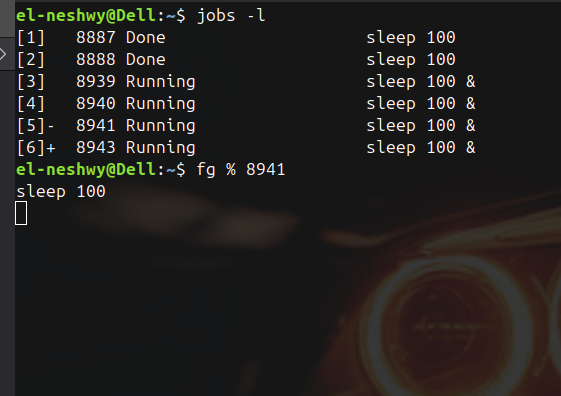 el-neshwy@Dell:~$ jobs -l
[1]   8887 Done                    sleep 100
[2]   8888 Done                    sleep 100
[3]   8939 Running                 sleep 100 &
[4]   8940 Running                 sleep 100 &
[5]-  8941 Running                 sleep 100 &
[6]+  8943 Running                 sleep 100 &
el-neshwy@Dell:~$ fg % 8941
sleep 100